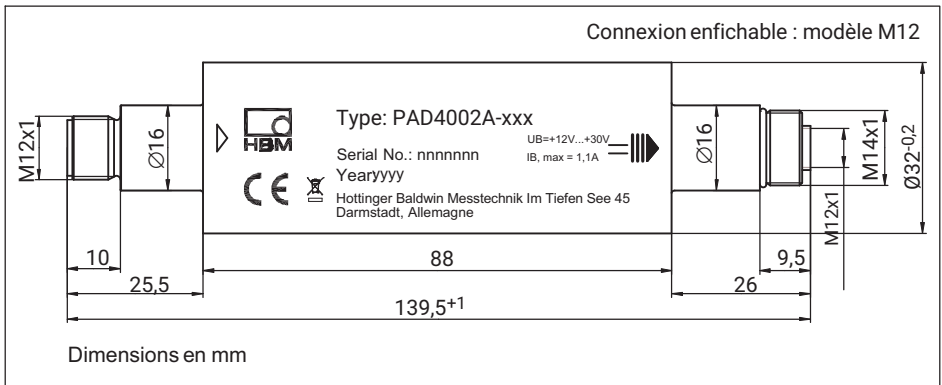 Connexion enfichable : modèle M12
M12x1
Ø16
HBM
CE
Type: PAD4002A-xxx
Serial No.: nnnnnnn
Yearyyyy
Hottinger Baldwin Messtechnik Im Tiefen See 45
Darmstadt, Allemagne
UB=+12V...+30V
IB, max = 1,1A
Ø16
M14x1
M12x1
Ø32-0,2
10
88
9,5
25,5
26
139,5+1
Dimensions en mm